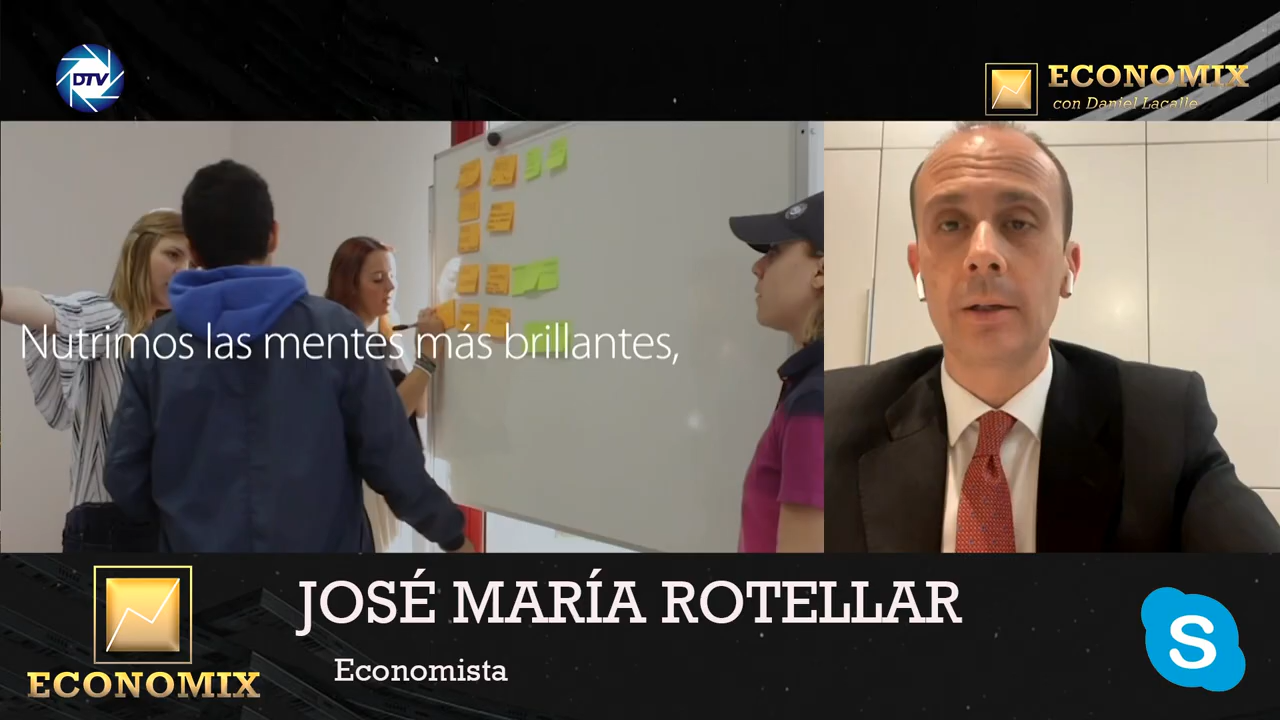 DTV
ECONOMIX
con Daniel Lacalle
Nutrimos las mentes más brillantes,
JOSÉ MARÍA ROTELLAR
Economista
ECONOMIX
S